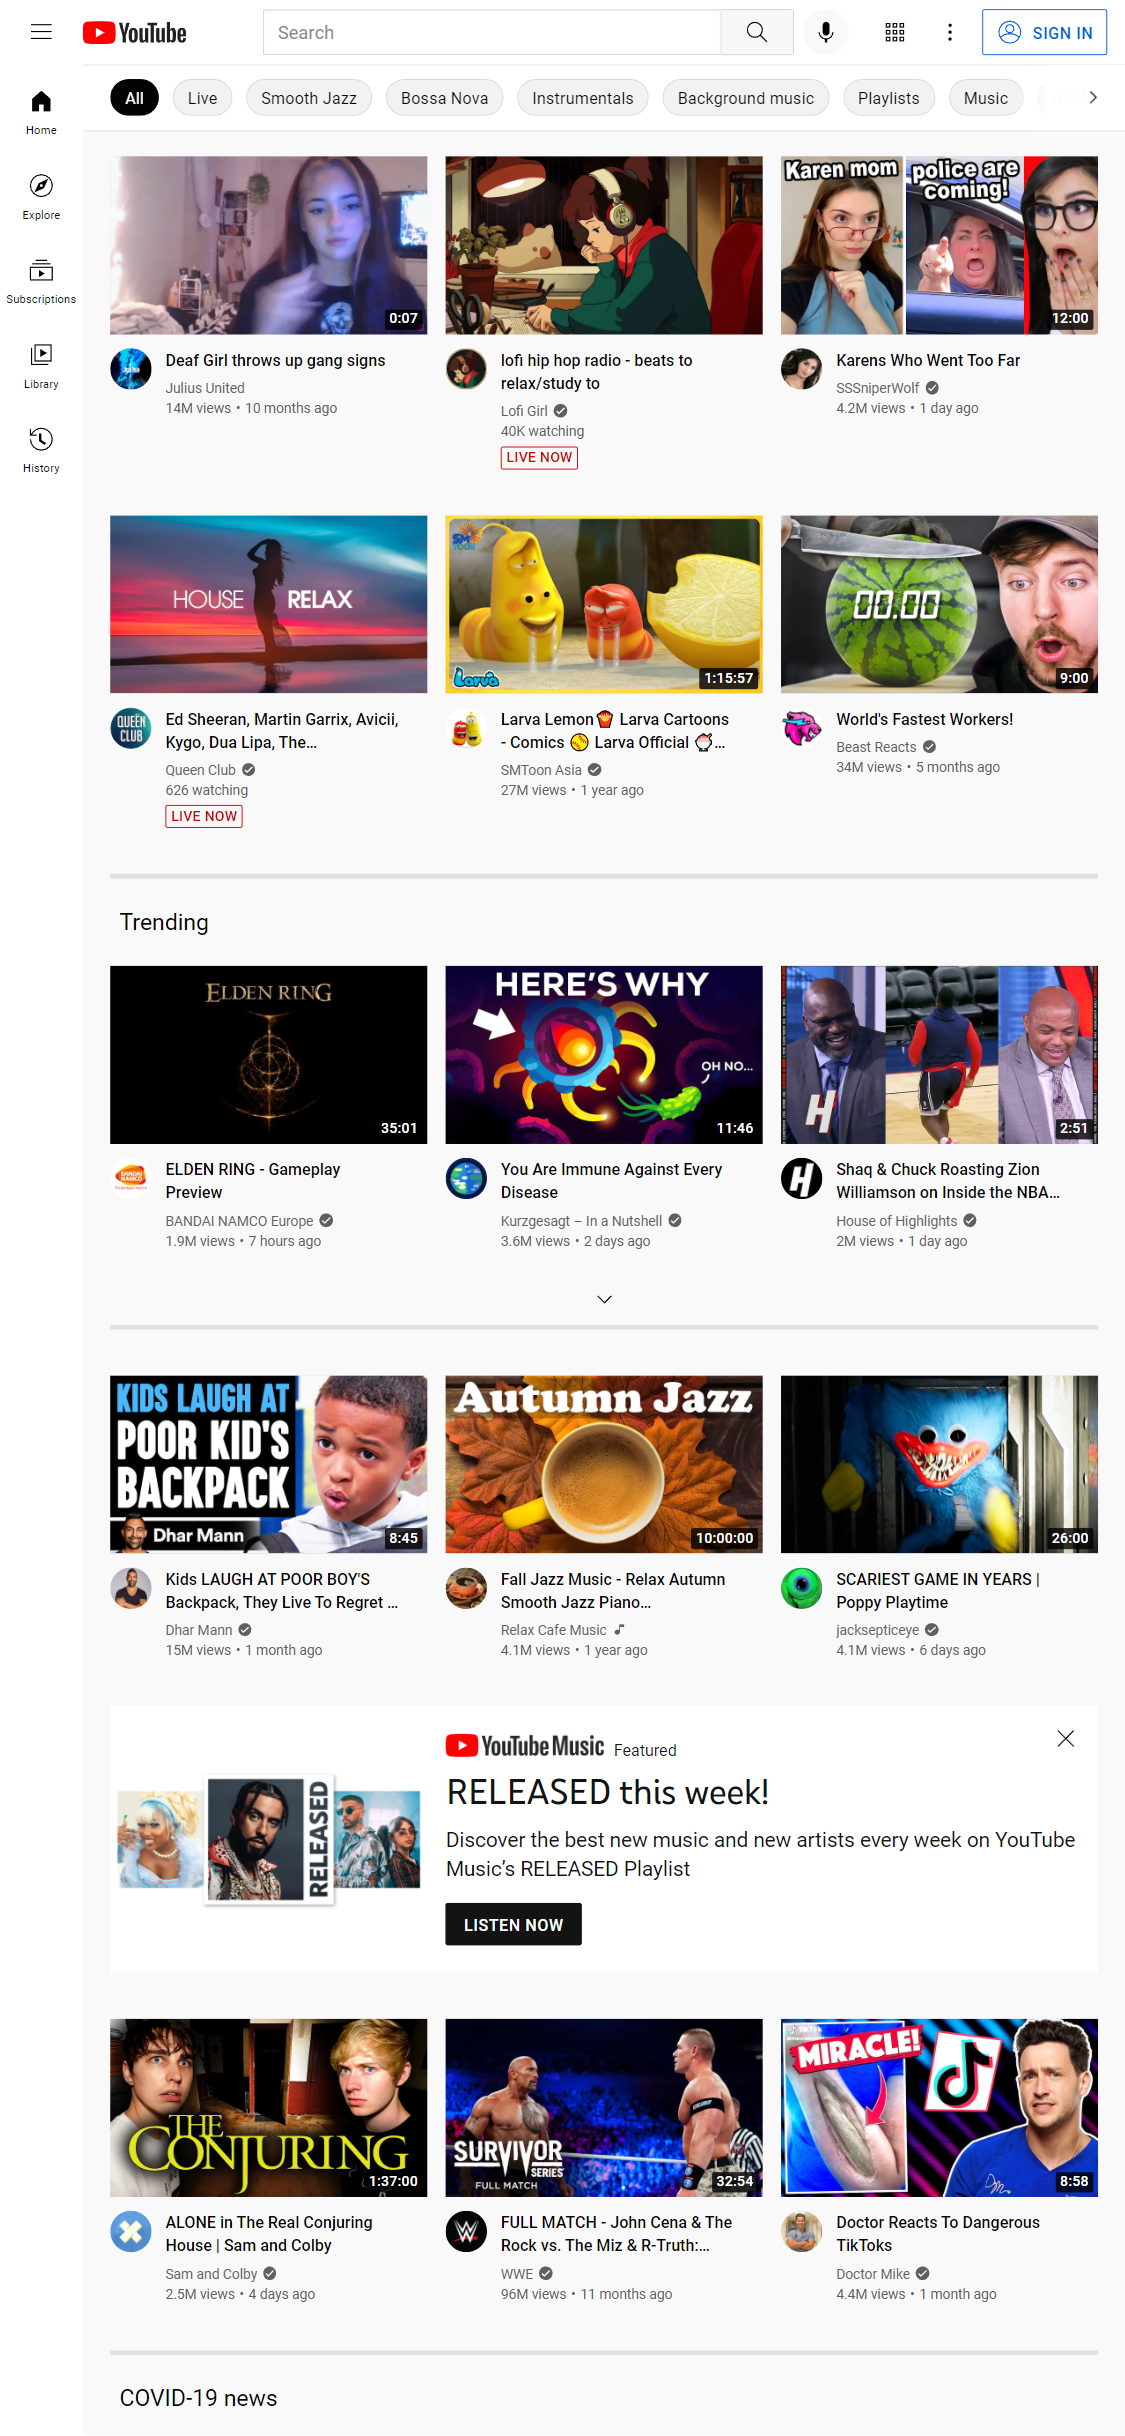 YouTube
Search
SIGN IN
Home
Explore
Subscriptions
Library
History
All
Live
Smooth Jazz
Bossa Nova
Instrumentals
Background music
Playlists
Music
0:07
Karen mom
police are
coming!
12:00
Deaf Girl throws up gang signs
Julius United
14M views • 10 months ago
lofi hip hop radio - beats to
relax/study to
Lofi Girl
40K watching
LIVE NOW
Karens Who Went Too Far
SSSniperWolf
4.2M views • 1 day ago
HOUSE RELAX
SM
TOON
Larva
1:15:57
00.00
9:00
QUEËN
CLUB
Ed Sheeran, Martin Garrix, Avicii,
Kygo, Dua Lipa, The...
Queen Club
626 watching
LIVE NOW
Larva Lemon🍟 Larva Cartoons
- Comics 🥎 Larva Official 🍧...
SMToon Asia
27M views • 1 year ago
World's Fastest Workers!
Beast Reacts
34M views • 5 months ago
Trending
ELDEN RING
35:01
HERE'S WHY
OH NO...
11:46
H
2:51
BANDAI
NAMCO
ELDEN RING - Gameplay
Preview
BANDAI NAMCO Europe
1.9M views • 7 hours ago
You Are Immune Against Every
Disease
Kurzgesagt – In a Nutshell
3.6M views • 2 days ago
H
Shaq & Chuck Roasting Zion
Williamson on Inside the NBA...
House of Highlights
2M views • 1 day ago
KIDS LAUGH AT
POOR KID'S
BACKPACK
Dhar Mann
8:45
Autumn Jazz
10:00:00
26:00
Kids LAUGH AT POOR BOY'S
Backpack, They Live To Regret ...
Dhar Mann
15M views • 1 month ago
Fall Jazz Music - Relax Autumn
Smooth Jazz Piano...
Relax Cafe Music
4.1M views • 1 year ago
SCARIEST GAME IN YEARS |
Poppy Playtime
jacksepticeye
4.1M views • 6 days ago
RELEASED
YouTube Music Featured
RELEASED this week!
Discover the best new music and new artists every week on YouTube
Music's RELEASED Playlist
LISTEN NOW
THE
CONJURING
1:37:00
SURVIVOR
SERIES
FULL MATCH
32:54
TikTok
MIRACLE!
8:58
ALONE in The Real Conjuring
House | Sam and Colby
Sam and Colby
2.5M views • 4 days ago
W
FULL MATCH - John Cena & The
Rock vs. The Miz & R-Truth:...
WWE
96M views • 11 months ago
Doctor Reacts To Dangerous
TikToks
Doctor Mike
4.4M views • 1 month ago
COVID-19 news